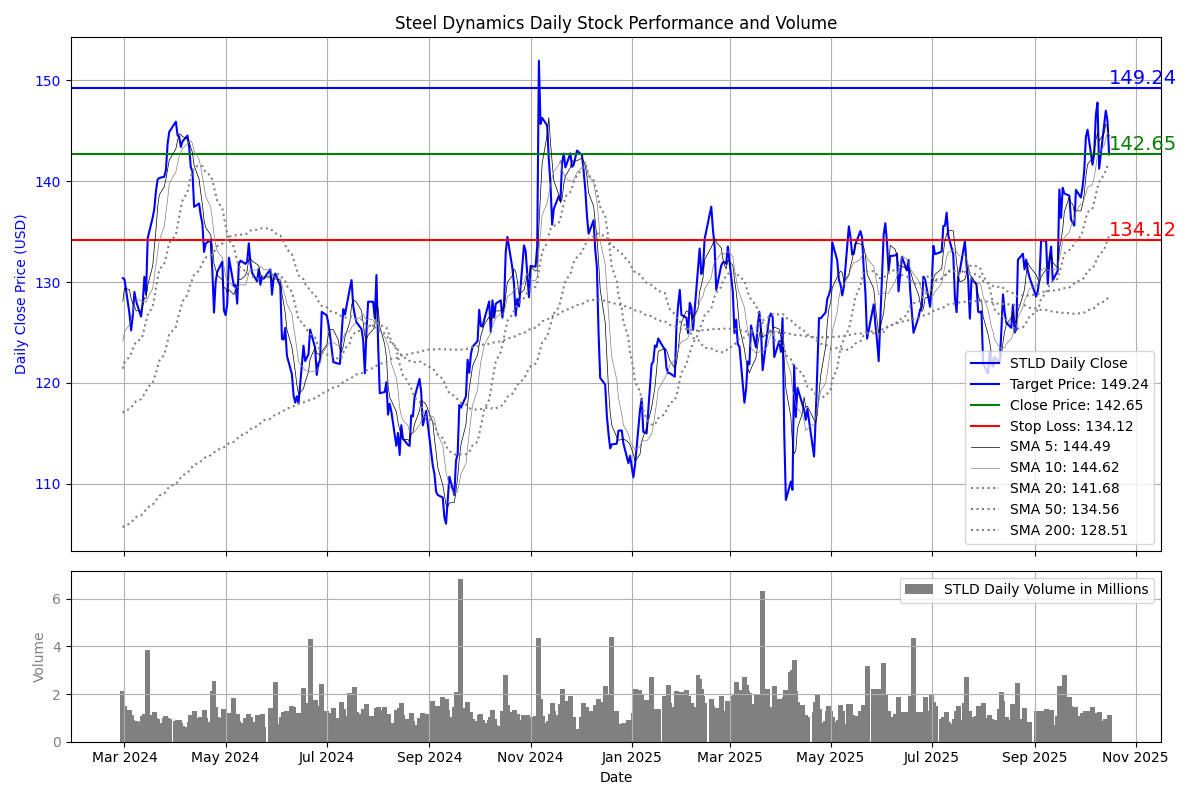 Steel Dynamics Daily Stock Performance and Volume
150
140
130
120
110
Daily Close Price (USD)
149.24
142.65
134.12
STLD Daily Close
Target Price: 149.24
Close Price: 142.65
Stop Loss: 134.12
SMA 5: 144.49
SMA 10: 144.62
SMA 20: 141.68
SMA 50: 134.56
SMA 200: 128.51
6
4
2
0
Volume
STLD Daily Volume in Millions
Mar 2024 May 2024 Jul 2024 Sep 2024 Nov 2024 Jan 2025 Mar 2025 May 2025 Jul 2025 Sep 2025 Nov 2025
Date